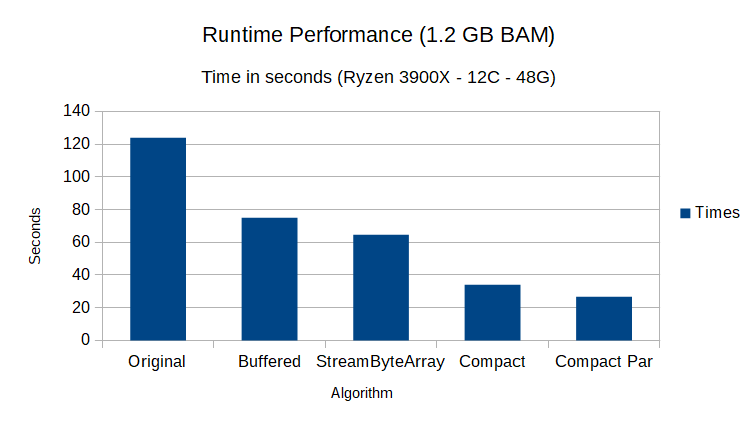 Runtime Performance (1.2 GB BAM)
Time in seconds (Ryzen 3900X - 12C - 48G)
140
120
100
80
60
40
20
0
Seconds
Original Buffered StreamByteArray Compact Compact Par
Algorithm
Times